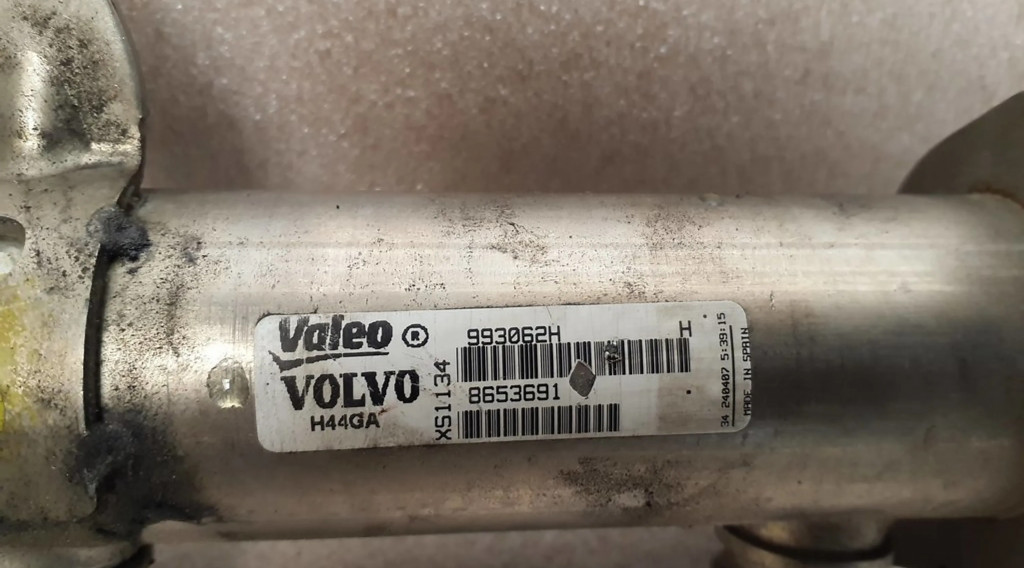 Valeo ®
VOLVO
H44GA
XS1134
993062H
H
8653691
34 240407 5:39:15
MADE IN SPAIN